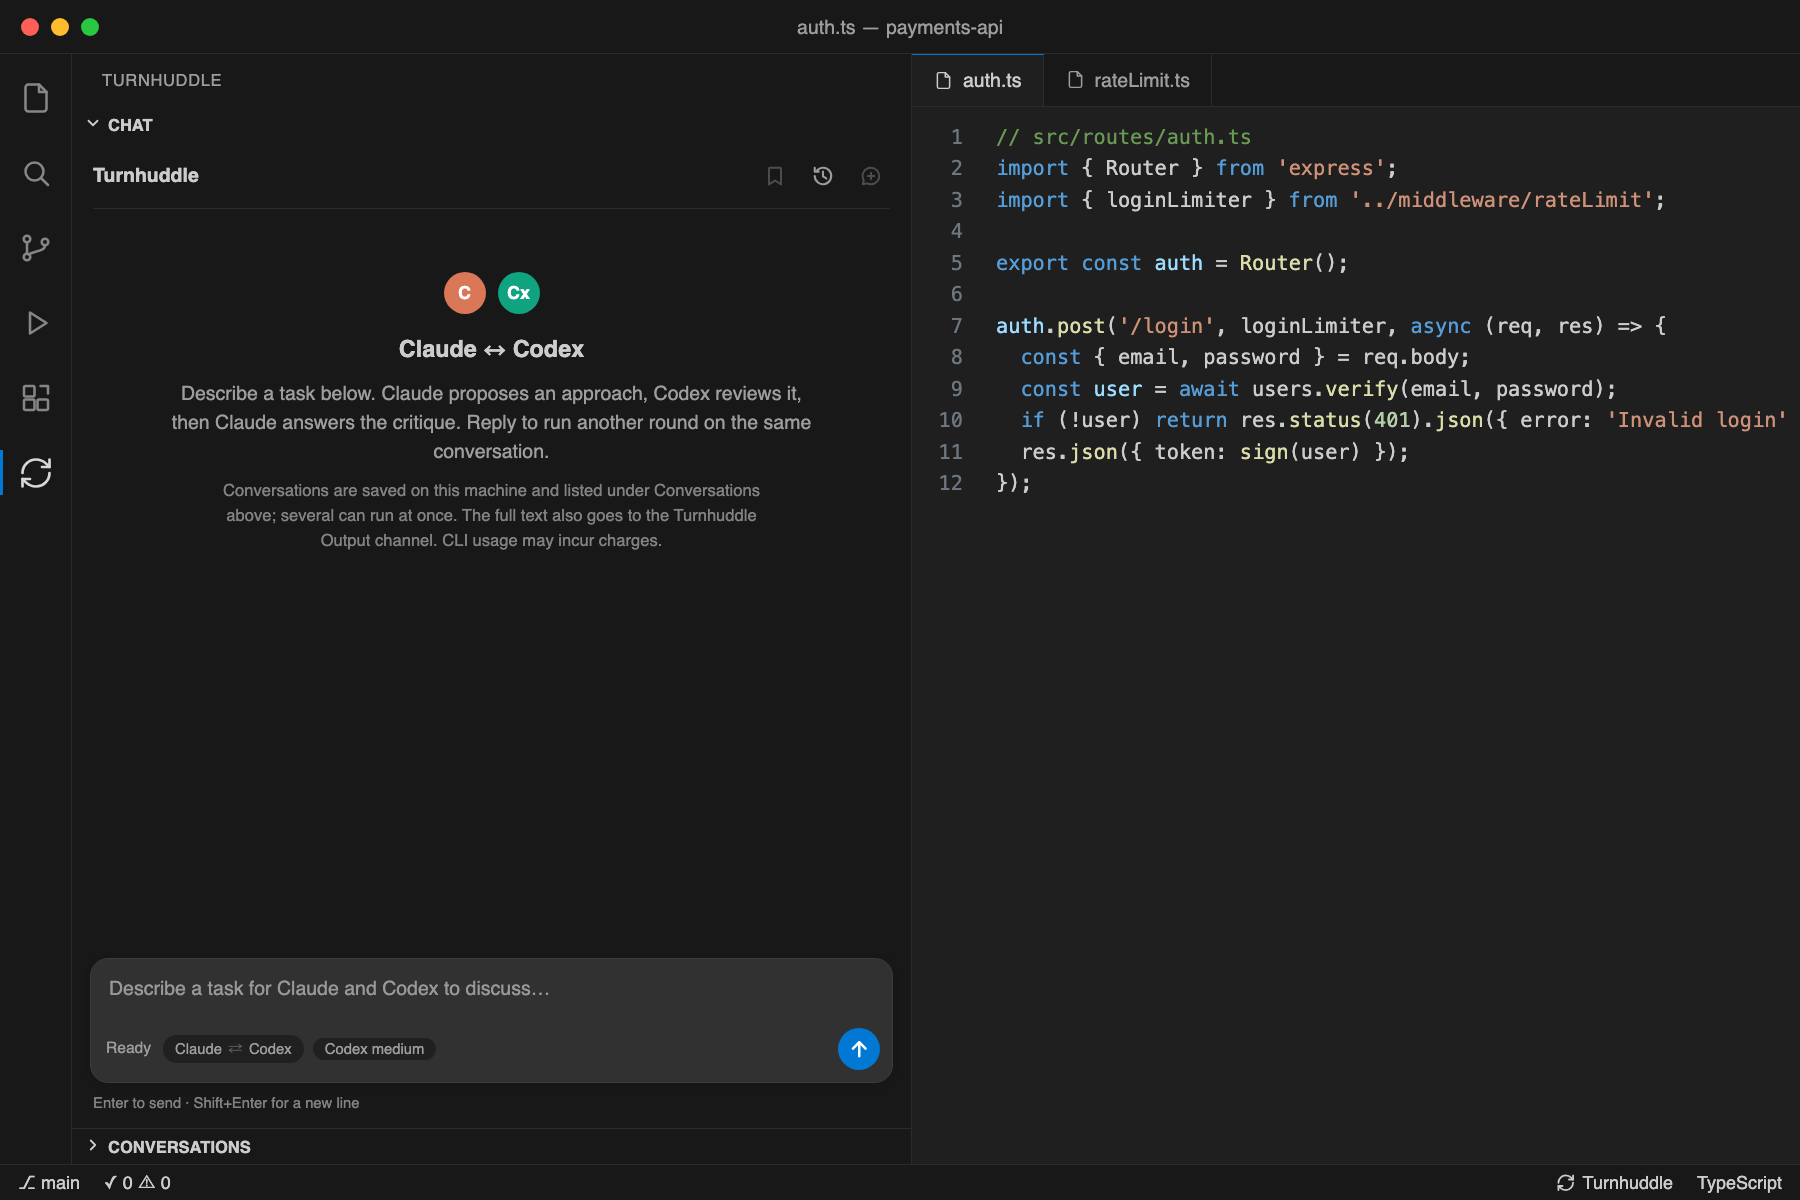 auth.ts — payments-api
TURNHUDDLE
CHAT
Turnhuddle
C
Cx
Claude ↔ Codex
Describe a task below. Claude proposes an approach, Codex reviews it,
then Claude answers the critique. Reply to run another round on the same
conversation.
Conversations are saved on this machine and listed under Conversations
above; several can run at once. The full text also goes to the Turnhuddle
Output channel. CLI usage may incur charges.
Describe a task for Claude and Codex to discuss…
Ready
Claude ⇄ Codex
Codex medium
Enter to send · Shift+Enter for a new line
CONVERSATIONS
auth.ts
rateLimit.ts
1 // src/routes/auth.ts
2 import { Router } from 'express';
3 import { loginLimiter } from '../middleware/rateLimit';
4
5 export const auth = Router();
6
7 auth.post('/login', loginLimiter, async (req, res) => {
8 const { email, password } = req.body;
9 const user = await users.verify(email, password);
10 if (!user) return res.status(401).json({ error: 'Invalid login'
11 res.json({ token: sign(user) });
12 });
⎇ main
✓ 0 ⚠ 0
Turnhuddle
TypeScript